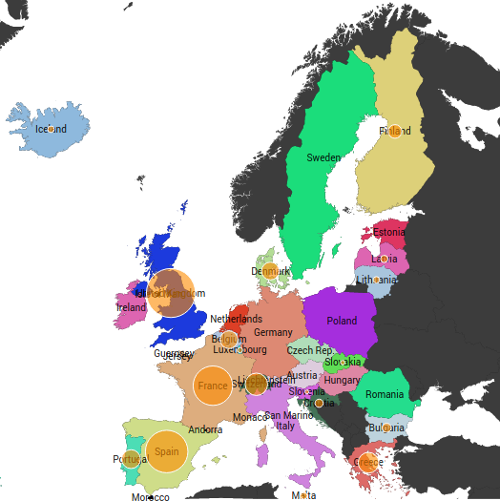 Iceland
Finland
Sweden
Estonia
Latvia
Lithuania
Denmark
United Kingdom
Ireland
Netherlands
Poland
Belgium
Germany
Luxembourg
Guernsey
Jersey
Czech Rep.
Slovakia
Austria
Liechtenstein
Switzerland
France
Hungary
Slovenia
Croatia
Romania
San Marino
Monaco
Italy
Andorra
Bulgaria
Spain
Portugal
Greece
Malta
Morocco